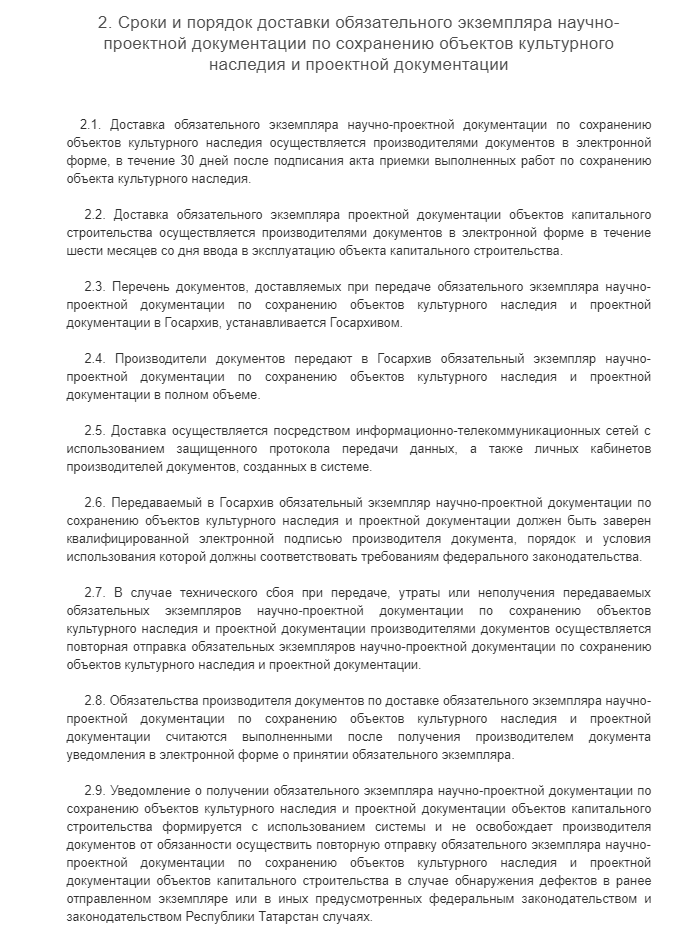 2. Сроки и порядок доставки обязательного экземпляра научно-
проектной документации по сохранению объектов культурного
наследия и проектной документации
2.1. Доставка обязательного экземпляра научно-проектной документации по сохранению
объектов культурного наследия осуществляется производителями документов в электронной
форме, в течение 30 дней после подписания акта приемки выполненных работ по сохранению
объекта культурного наследия.
2.2. Доставка обязательного экземпляра проектной документации объектов капитального
строительства осуществляется производителями документов в электронной форме в течение
шести месяцев со дня ввода в эксплуатацию объекта капитального строительства.
2.3. Перечень документов, доставляемых при передаче обязательного экземпляра научно-
проектной документации по сохранению объектов культурного наследия и проектной
документации в Госархив, устанавливается Госархивом.
2.4. Производители документов передают в Госархив обязательный экземпляр научно-
проектной документации по сохранению объектов культурного наследия и проектной
документации в полном объеме.
2.5. Доставка осуществляется посредством информационно-телекоммуникационных сетей с
использованием защищенного протокола передачи данных, а также личных кабинетов
производителей документов, созданных в системе.
2.6. Передаваемый в Госархив обязательный экземпляр научно-проектной документации по
сохранению объектов культурного наследия и проектной документации должен быть заверен
квалифицированной электронной подписью производителя документа, порядок и условия
использования которой должны соответствовать требованиям федерального законодательства.
2.7. В случае технического сбоя при передаче, утраты или неполучения передаваемых
обязательных экземпляров научно-проектной документации по сохранению объектов
культурного наследия и проектной документации производителями документов осуществляется
повторная отправка обязательных экземпляров научно-проектной документации по сохранению
объектов культурного наследия и проектной документации.
2.8. Обязательства производителя документов по доставке обязательного экземпляра научно-
проектной документации по сохранению объектов культурного наследия и проектной
документации считаются выполненными после получения производителем документа
уведомления в электронной форме о принятии обязательного экземпляра.
2.9. Уведомление о получении обязательного экземпляра научно-проектной документации по
сохранению объектов культурного наследия и проектной документации объектов капитального
строительства формируется с использованием системы и не освобождает производителя
документов от обязанности осуществить повторную отправку обязательного экземпляра научно-
проектной документации по сохранению объектов культурного наследия и проектной
документации объектов капитального строительства в случае обнаружения дефектов в ранее
отправленном экземпляре или в иных предусмотренных федеральным законодательством и
законодательством Республики Татарстан случаях.